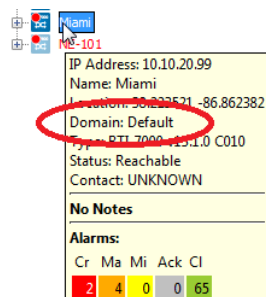 Miami
NE-101
IP Address: 10.10.20.99
Name: Miami
-86.862382
Domain: Default
C010
Status: Reachable
Contact: UNKNOWN
No Notes
Alarms:
Cr Ma Mi Ack Cl
2 4 0 0 65